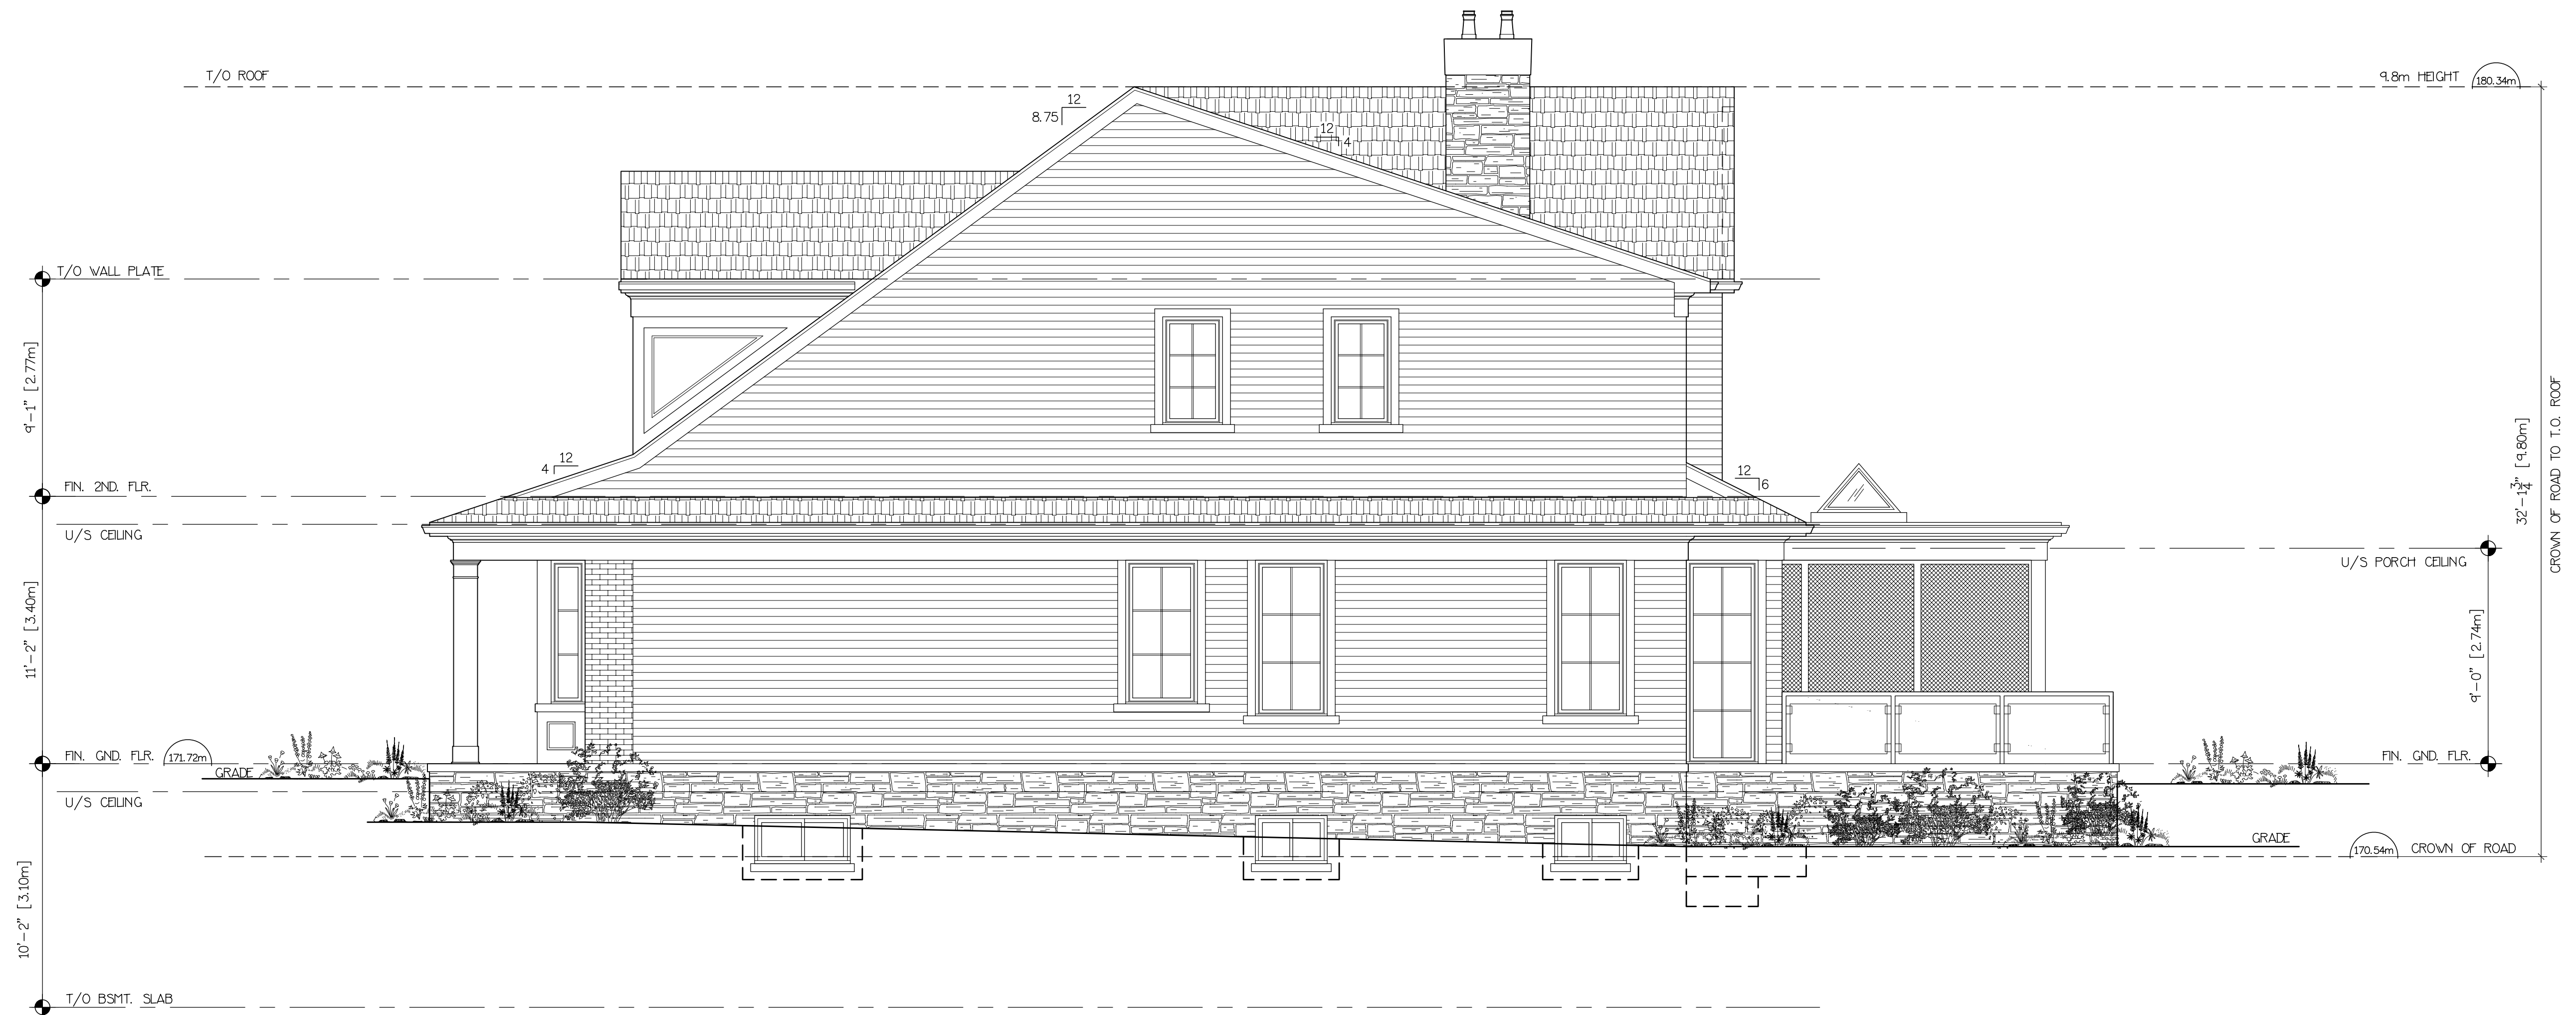 T/O ROOF
9.8m HEIGHT
180.34m
12
8.75
12
4
T/O WALL PLATE
9'-1" [2.77m]
12
4
12
6
FIN. 2ND. FLR.
U/S CEILING
32'-1 3/4" [9.80m]
CROWN OF ROAD TO T.O. ROOF
U/S PORCH CEILING
11'-2" [3.40m]
9'-0" [2.74m]
FIN. GND. FLR.
171.72m
FIN. GND. FLR.
GRADE
U/S CEILING
GRADE
170.54m
CROWN OF ROAD
10'-2" [3.10m]
T/O BSMT. SLAB